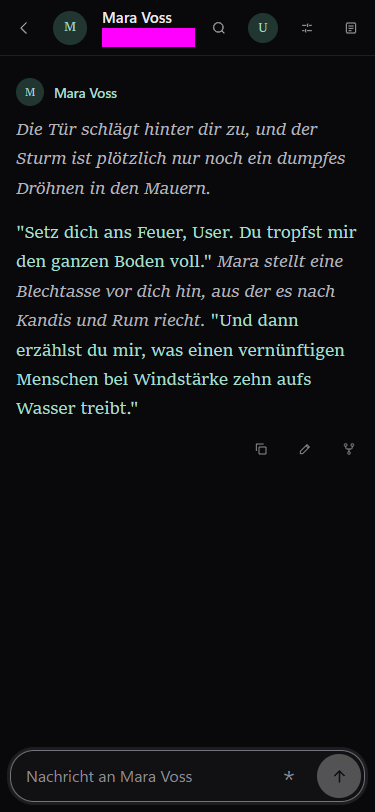 M
Mara Voss
U
M
Mara Voss
Die Tür schlägt hinter dir zu, und der
Sturm ist plötzlich nur noch ein dumpfes
Dröhnen in den Mauern.
"Setz dich ans Feuer, User. Du tropfst mir
den ganzen Boden voll." Mara stellt eine
Blechtasse vor dich hin, aus der es nach
Kandis und Rum riecht. "Und dann
erzählst du mir, was einen vernünftigen
Menschen bei Windstärke zehn aufs
Wasser treibt."
Nachricht an Mara Voss
*